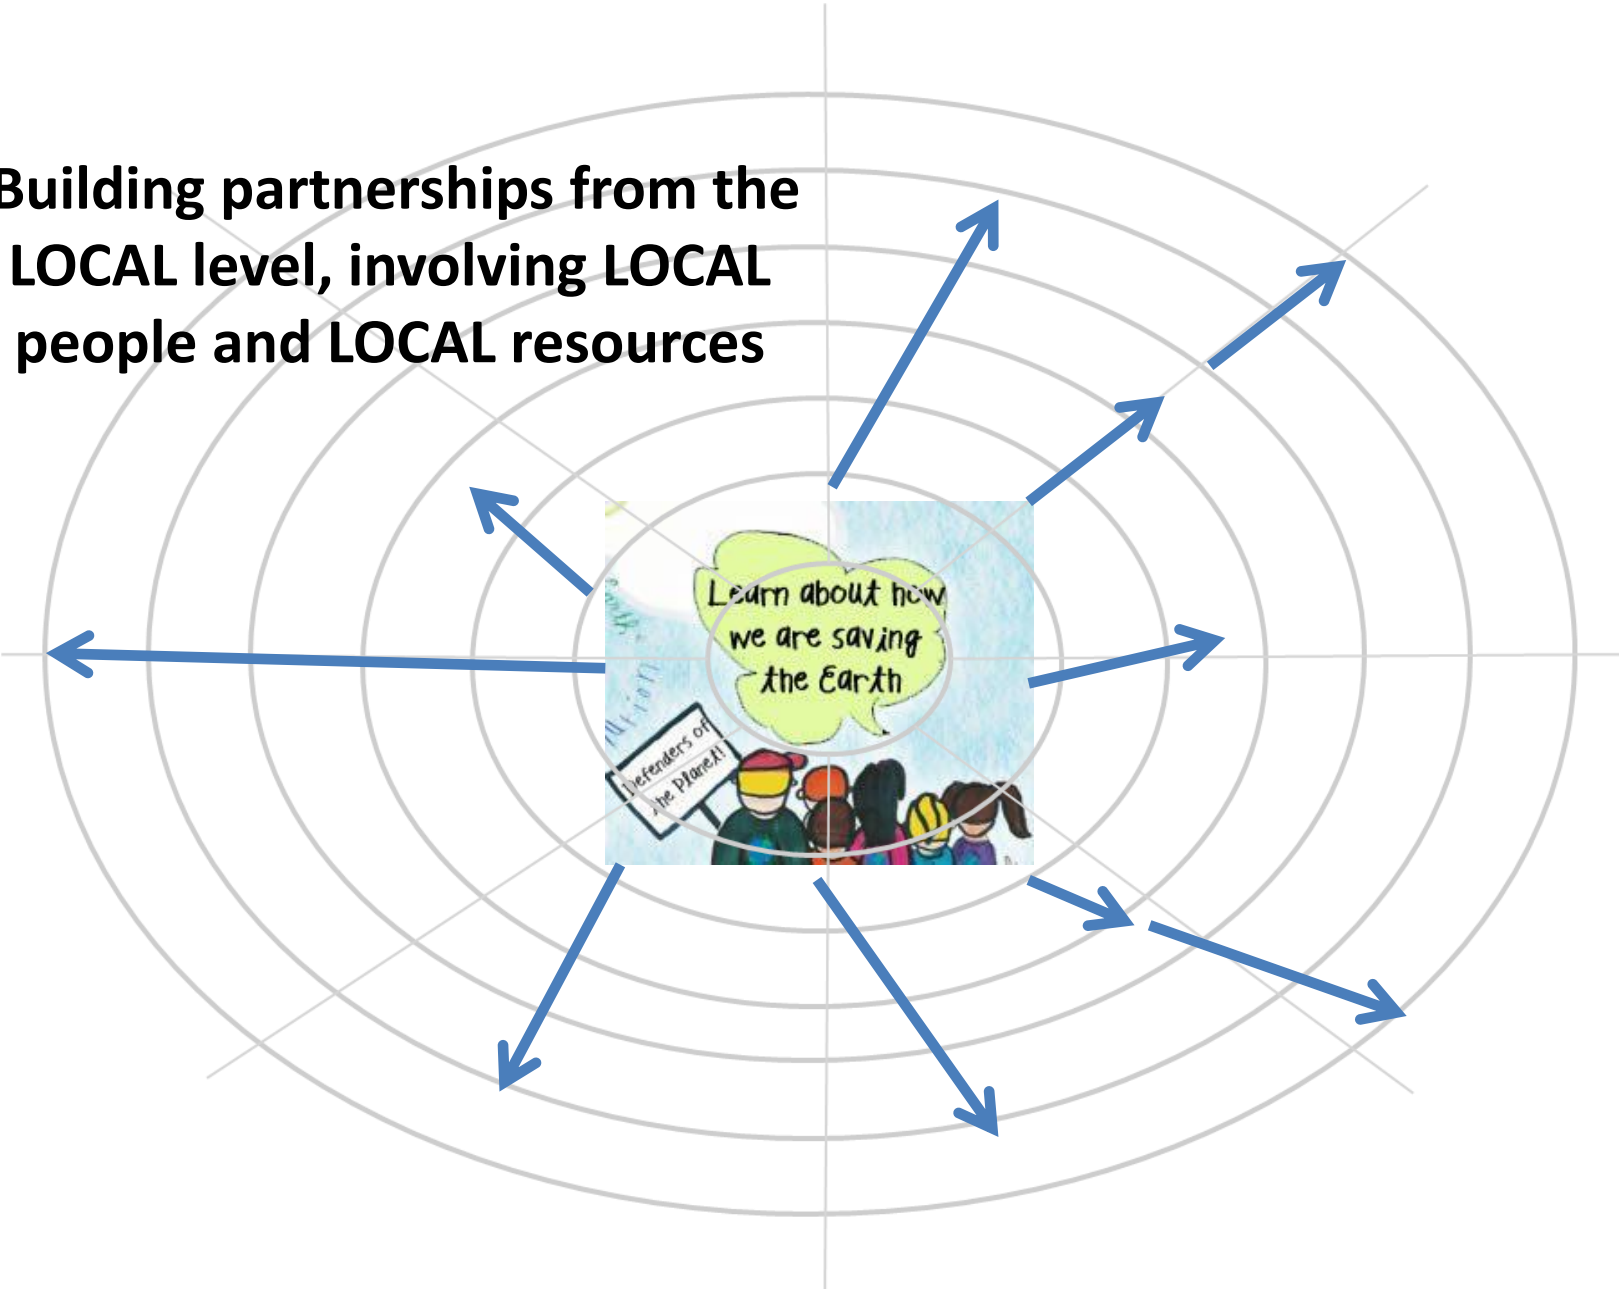 Building partnerships from the
LOCAL level, involving LOCAL
people and LOCAL resources
Learn about how
we are saving
the Earth
Defenders of
the Planet!